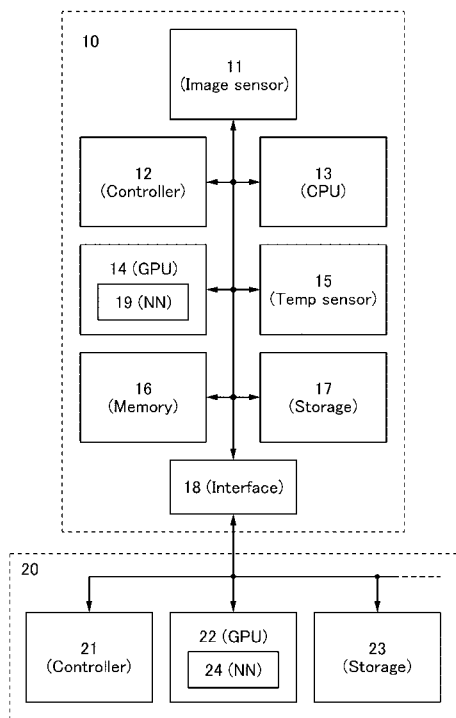 10
11
(Image sensor)
12
(Controller)
13
(CPU)
14 (GPU)
19 (NN)
15
(Temp sensor)
16
(Memory)
17
(Storage)
18 (Interface)
20
21
(Controller)
22 (GPU)
24 (NN)
23
(Storage)